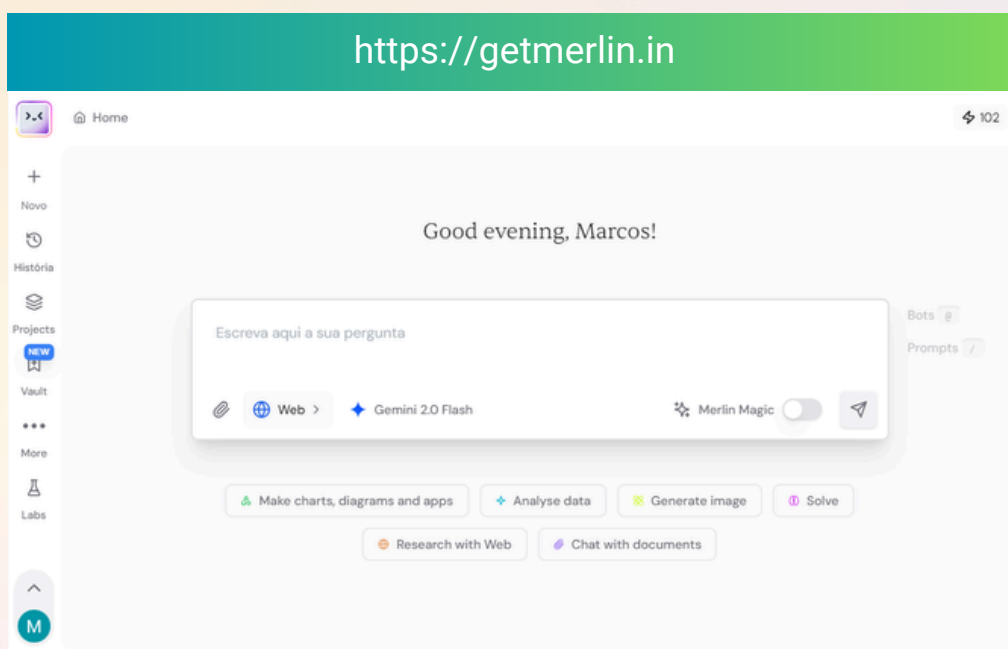 https://getmerlin.in
Home
102
Novo
História
Projects
NEW
Vault
More
Labs
M
Good evening, Marcos!
Escreva aqui a sua pergunta
Web >
Gemini 2.0 Flash
Merlin Magic
Bots @
Prompts /
Make charts, diagrams and apps
Analyse data
Generate image
Solve
Research with Web
Chat with documents